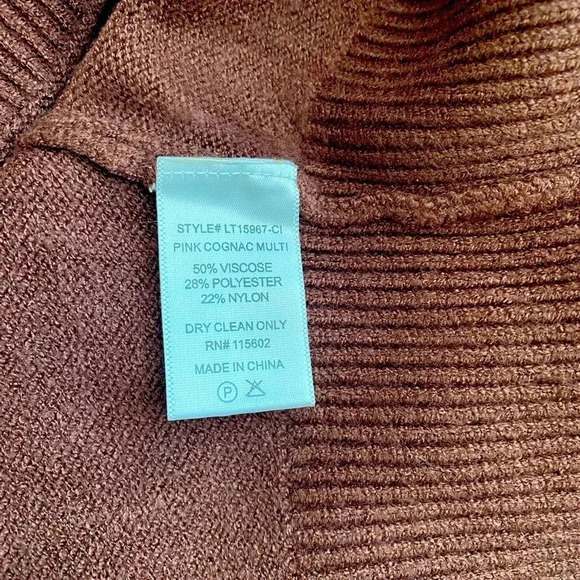 STYLE# LT15967-CI
PINK COGNAC MULTI
50% VISCOSE
28% POLYESTER
22% NYLON
DRY CLEAN ONLY
RN# 115602
MADE IN CHINA
P